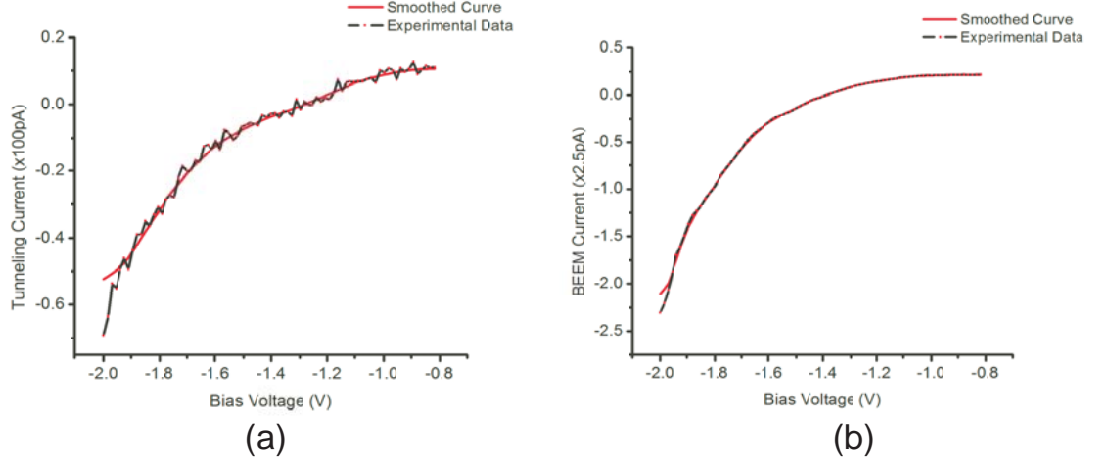 Smoothed Curve
Experimental Data
0.2
0.0
-0.2
-0.4
-0.6
Tunneling Current (x100pA)
-2.0 -1.8 -1.6 -1.4 -1.2 -1.0 -0.8
Bias Voltage (V)
(a)
Smoothed Curve
Experimental Data
0.5
0.0
-0.5
-1.0
-1.5
-2.0
-2.5
BEEM Current (x2.5pA)
-2.0 -1.8 -1.6 -1.4 -1.2 -1.0 -0.8
Bias Voltage (V)
(b)